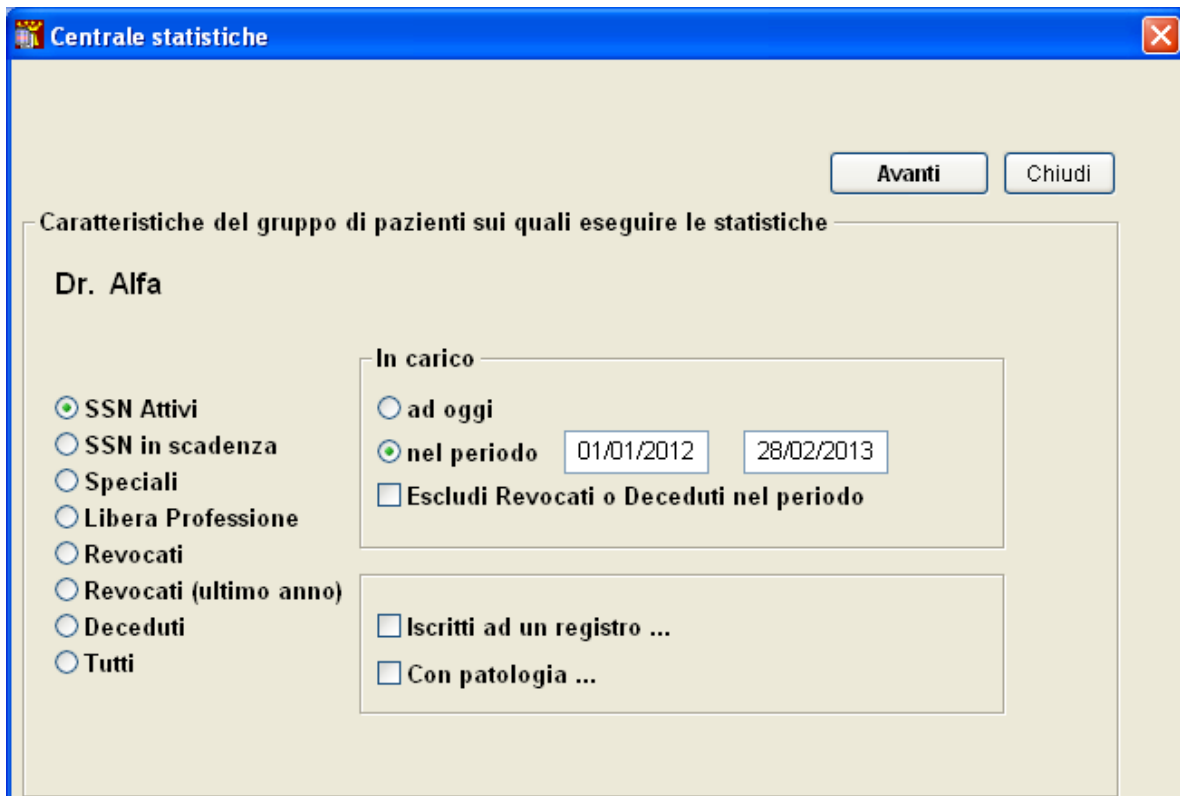 Centrale statistiche
Avanti Chiudi
Caratteristiche del gruppo di pazienti sui quali eseguire le statistiche
Dr. Alfa
SSN Attivi
SSN in scadenza
Speciali
Libera Professione
Revocati
Revocati (ultimo anno)
Deceduti
Tutti
In carico
ad oggi
nel periodo 01/01/2012 28/02/2013
Escludi Revocati o Deceduti nel periodo
Iscritti ad un registro ...
Con patologia ...